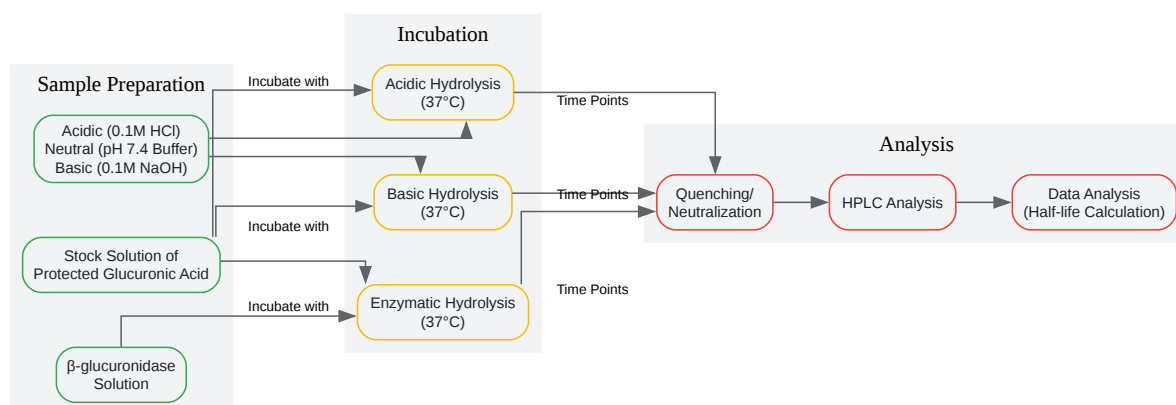 Sample Preparation
Acidic (0.1M HCl)
Neutral (pH 7.4 Buffer)
Basic (0.1M NaOH)
Stock Solution of
Protected Glucuronic Acid
β-glucuronidase
Solution
Incubate with
Incubate with
Incubate with
Incubation
Acidic Hydrolysis
(37°C)
Basic Hydrolysis
(37°C)
Enzymatic Hydrolysis
(37°C)
Time Points
Time Points
Time Points
Analysis
Quenching/
Neutralization
HPLC Analysis
Data Analysis
(Half-life Calculation)